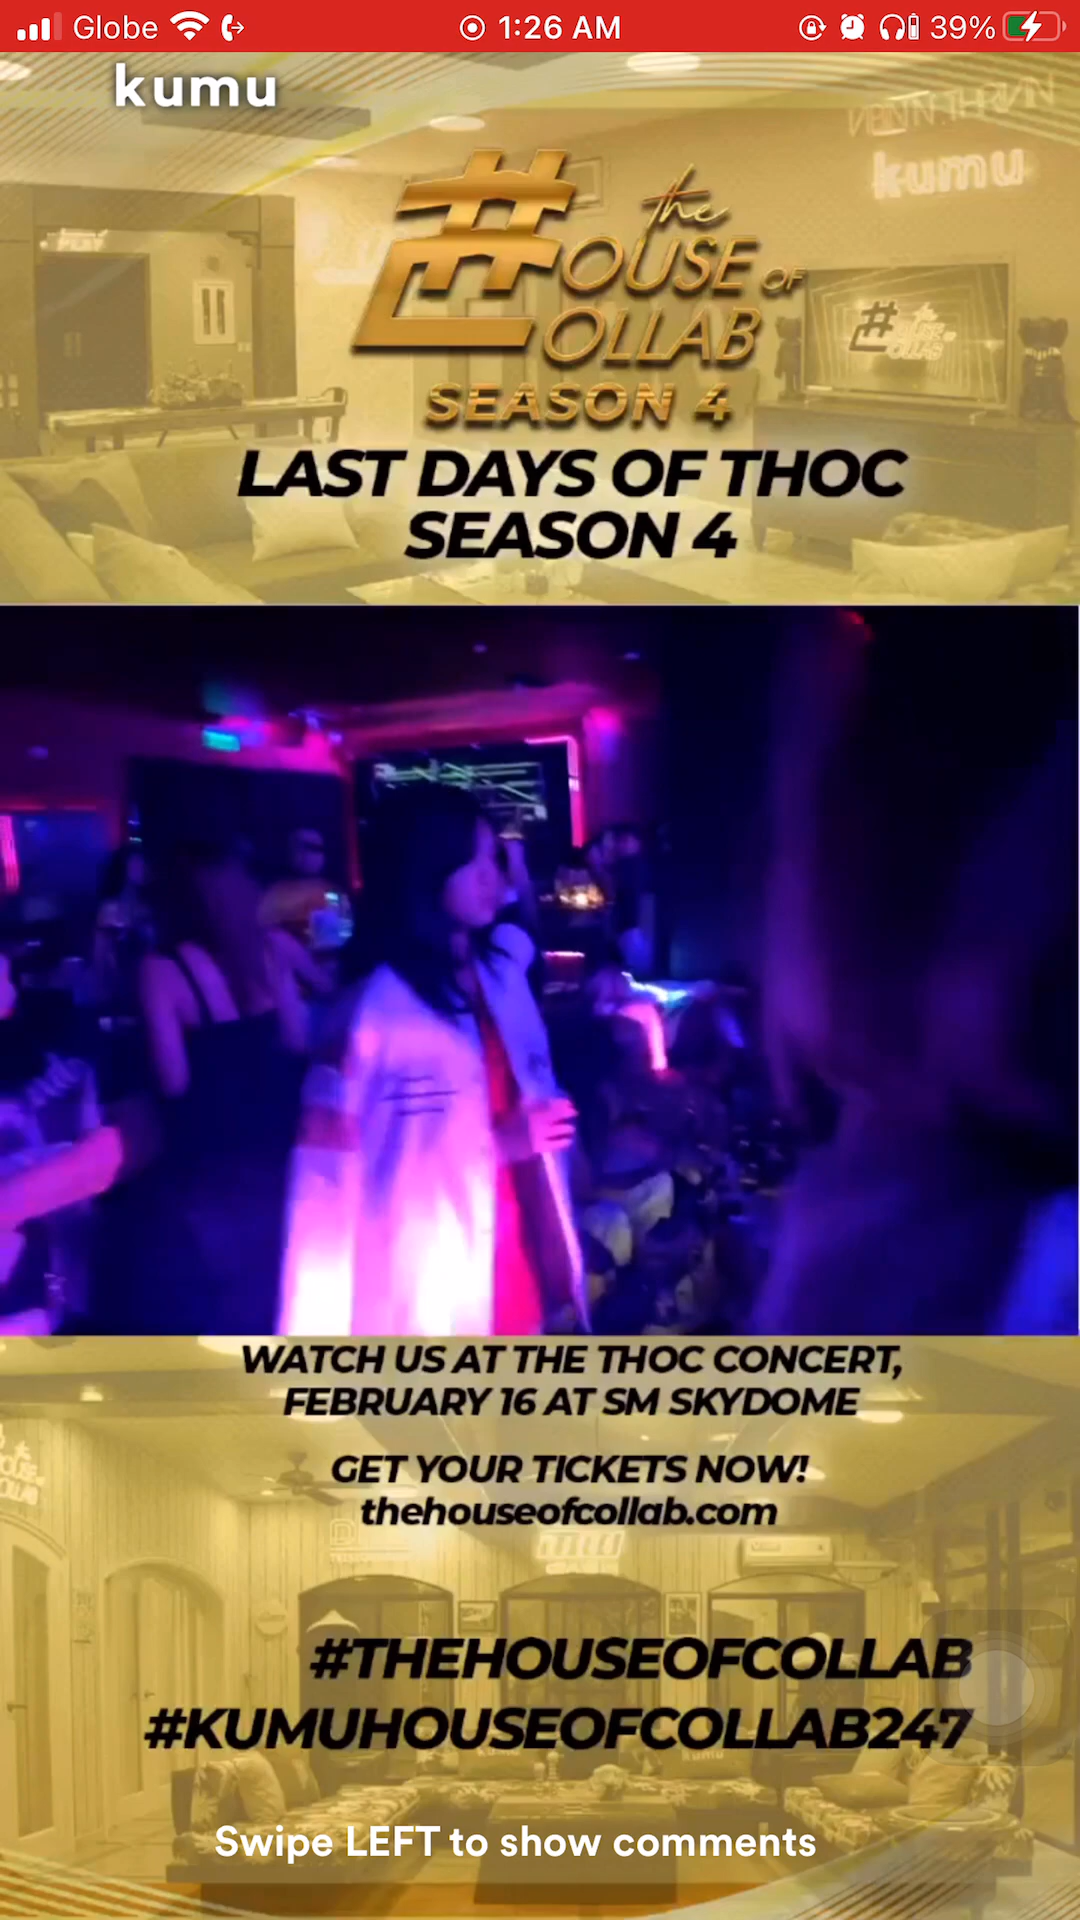 Globe 1:26 AM 39%
kumu
kumu
the
HOUSE OF
COLLAB
SEASON 4
LAST DAYS OF THOC
SEASON 4
WATCH US AT THE THOC CONCERT,
FEBRUARY 16 AT SM SKYDOME
GET YOUR TICKETS NOW!
thehouseofcollab.com
#THEHOUSEOFCOLLAB
#KUMUHOUSEOFCOLLAB247
Swipe LEFT to show comments